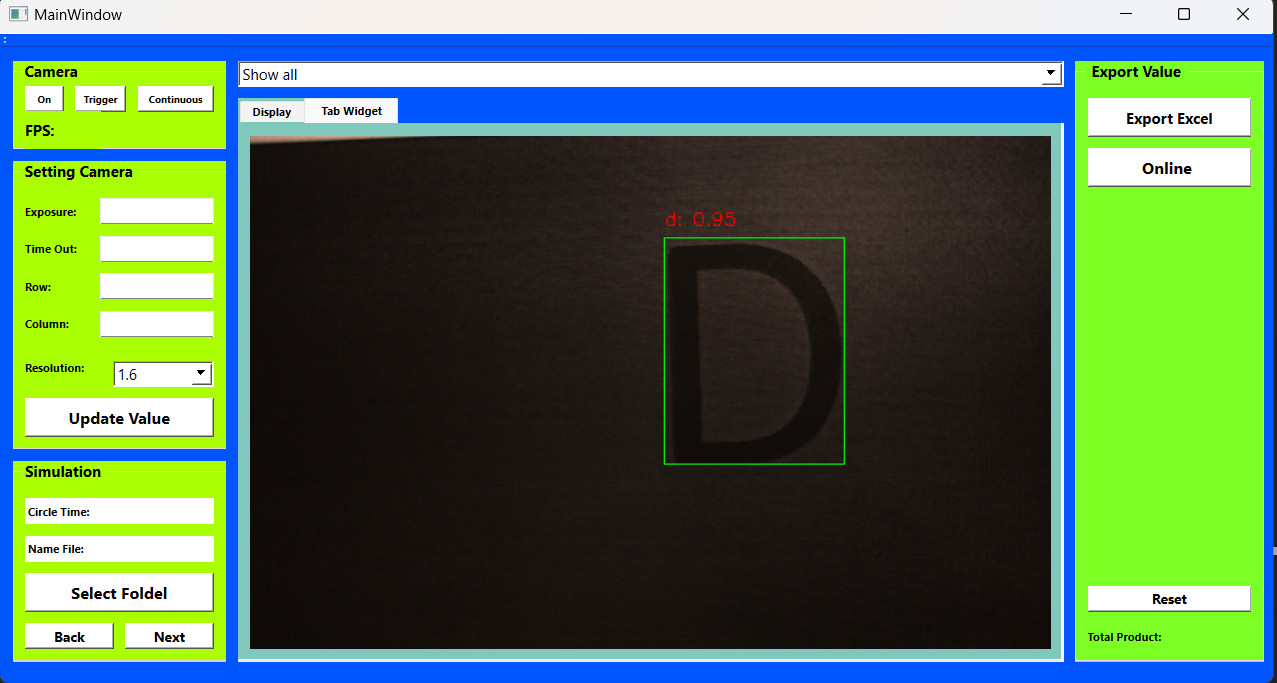 MainWindow
Camera
On Trigger Continuous
FPS:
Setting Camera
Exposure:
Time Out:
Row:
Column:
Resolution: 1.6
Update Value
Simulation
Circle Time:
Name File:
Select Foldel
Back Next
Show all
Display Tab Widget
d: 0.95
D
Export Value
Export Excel
Online
Reset
Total Product: